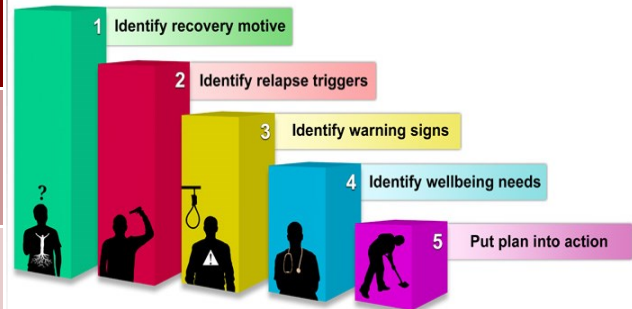 1 Identify recovery motive
2 Identify relapse triggers
3 Identify warning signs
4 Identify wellbeing needs
5 Put plan into action
?
!